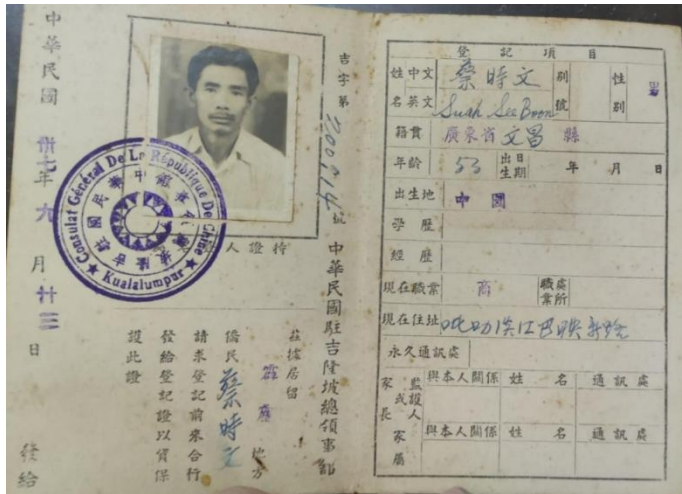 中華民國卅七年九月廿三日
發給
持證人
Consulat Général De La République De Chine
Kualalumpur
吉字第
號
中華民國駐吉隆坡總領事館
茲據居留
地方
僑民蔡時文
請求登記前來合行
發給登記證以資保
護此證
登記項目
姓名 中文 蔡時文 別號 性別 男
英文 Suah See Boon
籍貫 廣東省文昌縣
年齡 53 出生日期 年 月 日
出生地 中國
學歷
經歷
現在職業 商 職業處所
現在住址
永久通訊處
家長或監護人 與本人關係 姓名 通訊處
家屬 與本人關係 姓名 通訊處